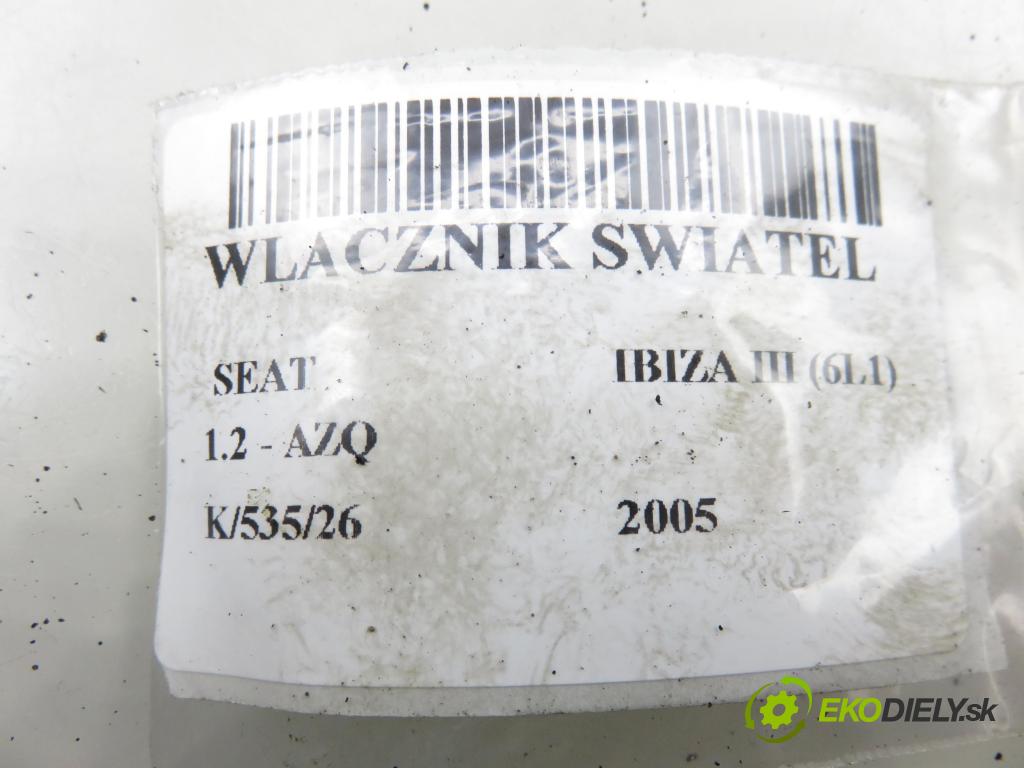 WLACZNIK SWIATEL
SEAT IBIZA III (6L1)
1.2 - AZQ
K/535/26 2005
EKODIELY.sk